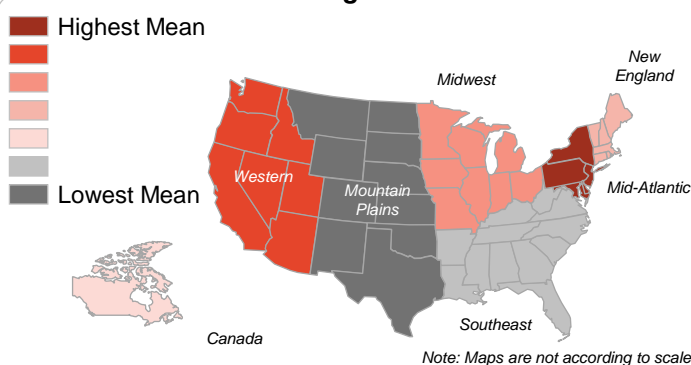 Highest Mean
Lowest Mean
New
England
Midwest
Western
Mountain
Plains
Mid-Atlantic
Southeast
Canada
Note: Maps are not according to scale